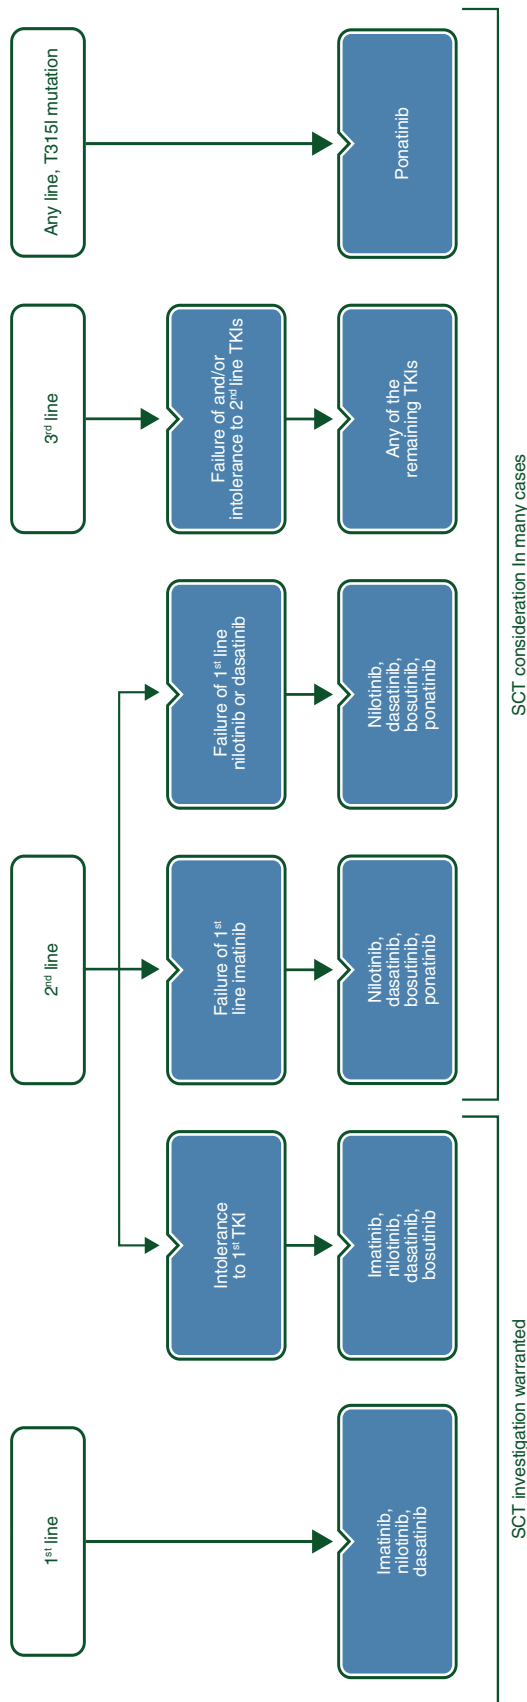 1st line
2nd line
3rd line
Any line, T315I mutation
Intolerance
to 1st TKI
Failure of 1st
line imatinib
Failure of 1st line
nilotinib or dasatinib
Failure of and/or
intolerance to 2nd line TKIs
Imatinib,
nilotinib,
dasatinib
Imatinib,
nilotinib,
dasatinib,
bosutinib
Nilotinib,
dasatinib,
bosutinib,
ponatinib
Nilotinib,
dasatinib,
bosutinib,
ponatinib
Any of the
remaining TKIs
Ponatinib
SCT investigation warranted
SCT consideration In many cases